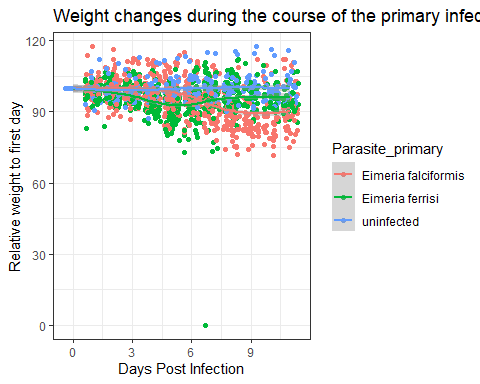 Weight changes during the course of the primary infec
120
90
60
30
0
Relative weight to first day
0 3 6 9
Days Post Infection
Parasite_primary
Eimeria falciformis
Eimeria ferrisi
uninfected